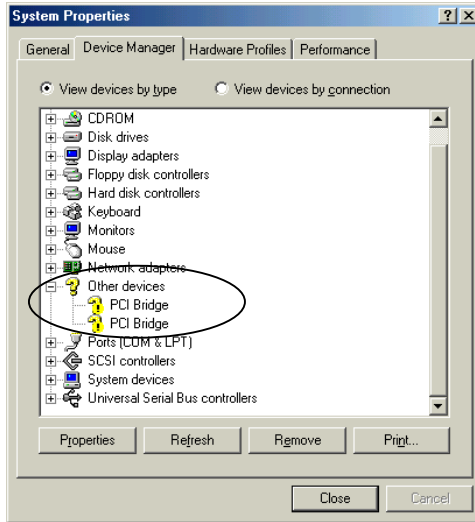 System Properties
General Device Manager Hardware Profiles Performance
View devices by type View devices by connection
CDROM
Disk drives
Display adapters
Floppy disk controllers
Hard disk controllers
Keyboard
Monitors
Mouse
Network adapters
Other devices
PCI Bridge
PCI Bridge
Ports (COM & LPT)
SCSI controllers
System devices
Universal Serial Bus controllers
Properties Refresh Remove Print...
Close Cancel